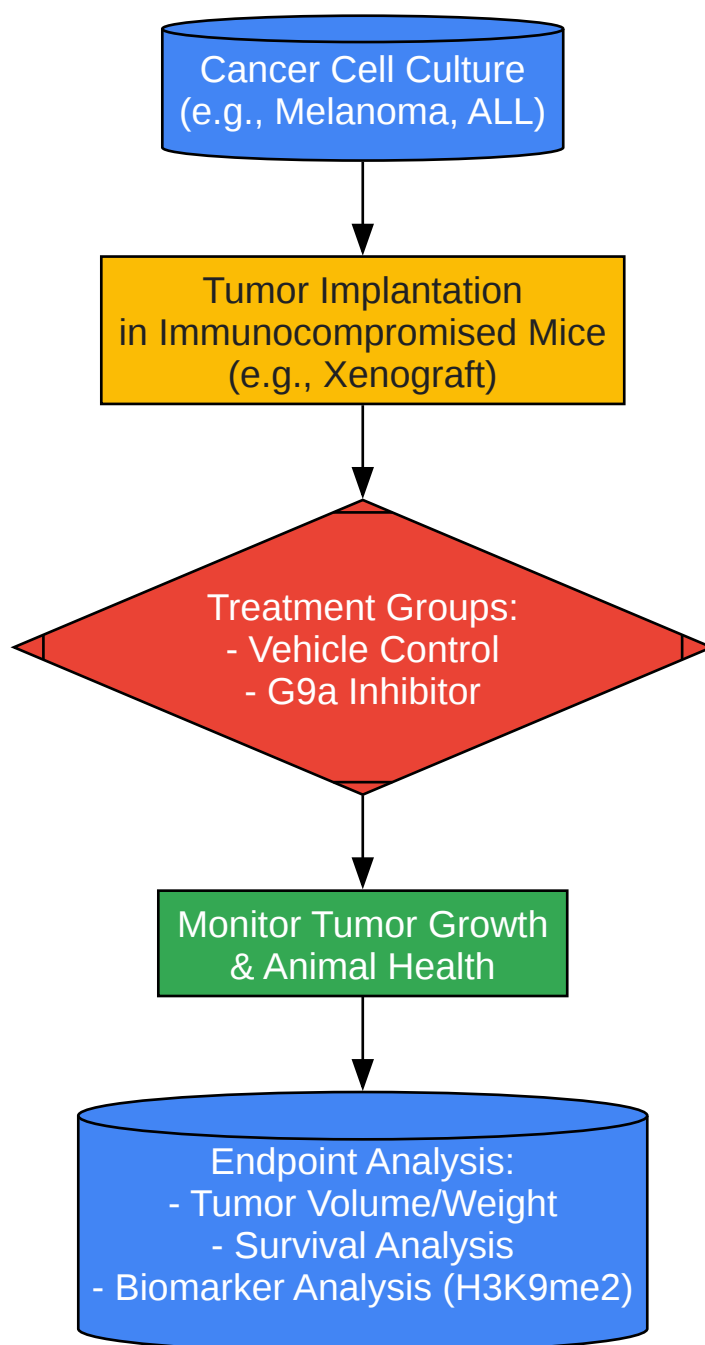 Cancer Cell Culture
(e.g., Melanoma, ALL)
Tumor Implantation
in Immunocompromised Mice
(e.g., Xenograft)
Treatment Groups:
- Vehicle Control
- G9a Inhibitor
Monitor Tumor Growth
& Animal Health
Endpoint Analysis:
- Tumor Volume/Weight
- Survival Analysis
- Biomarker Analysis (H3K9me2)